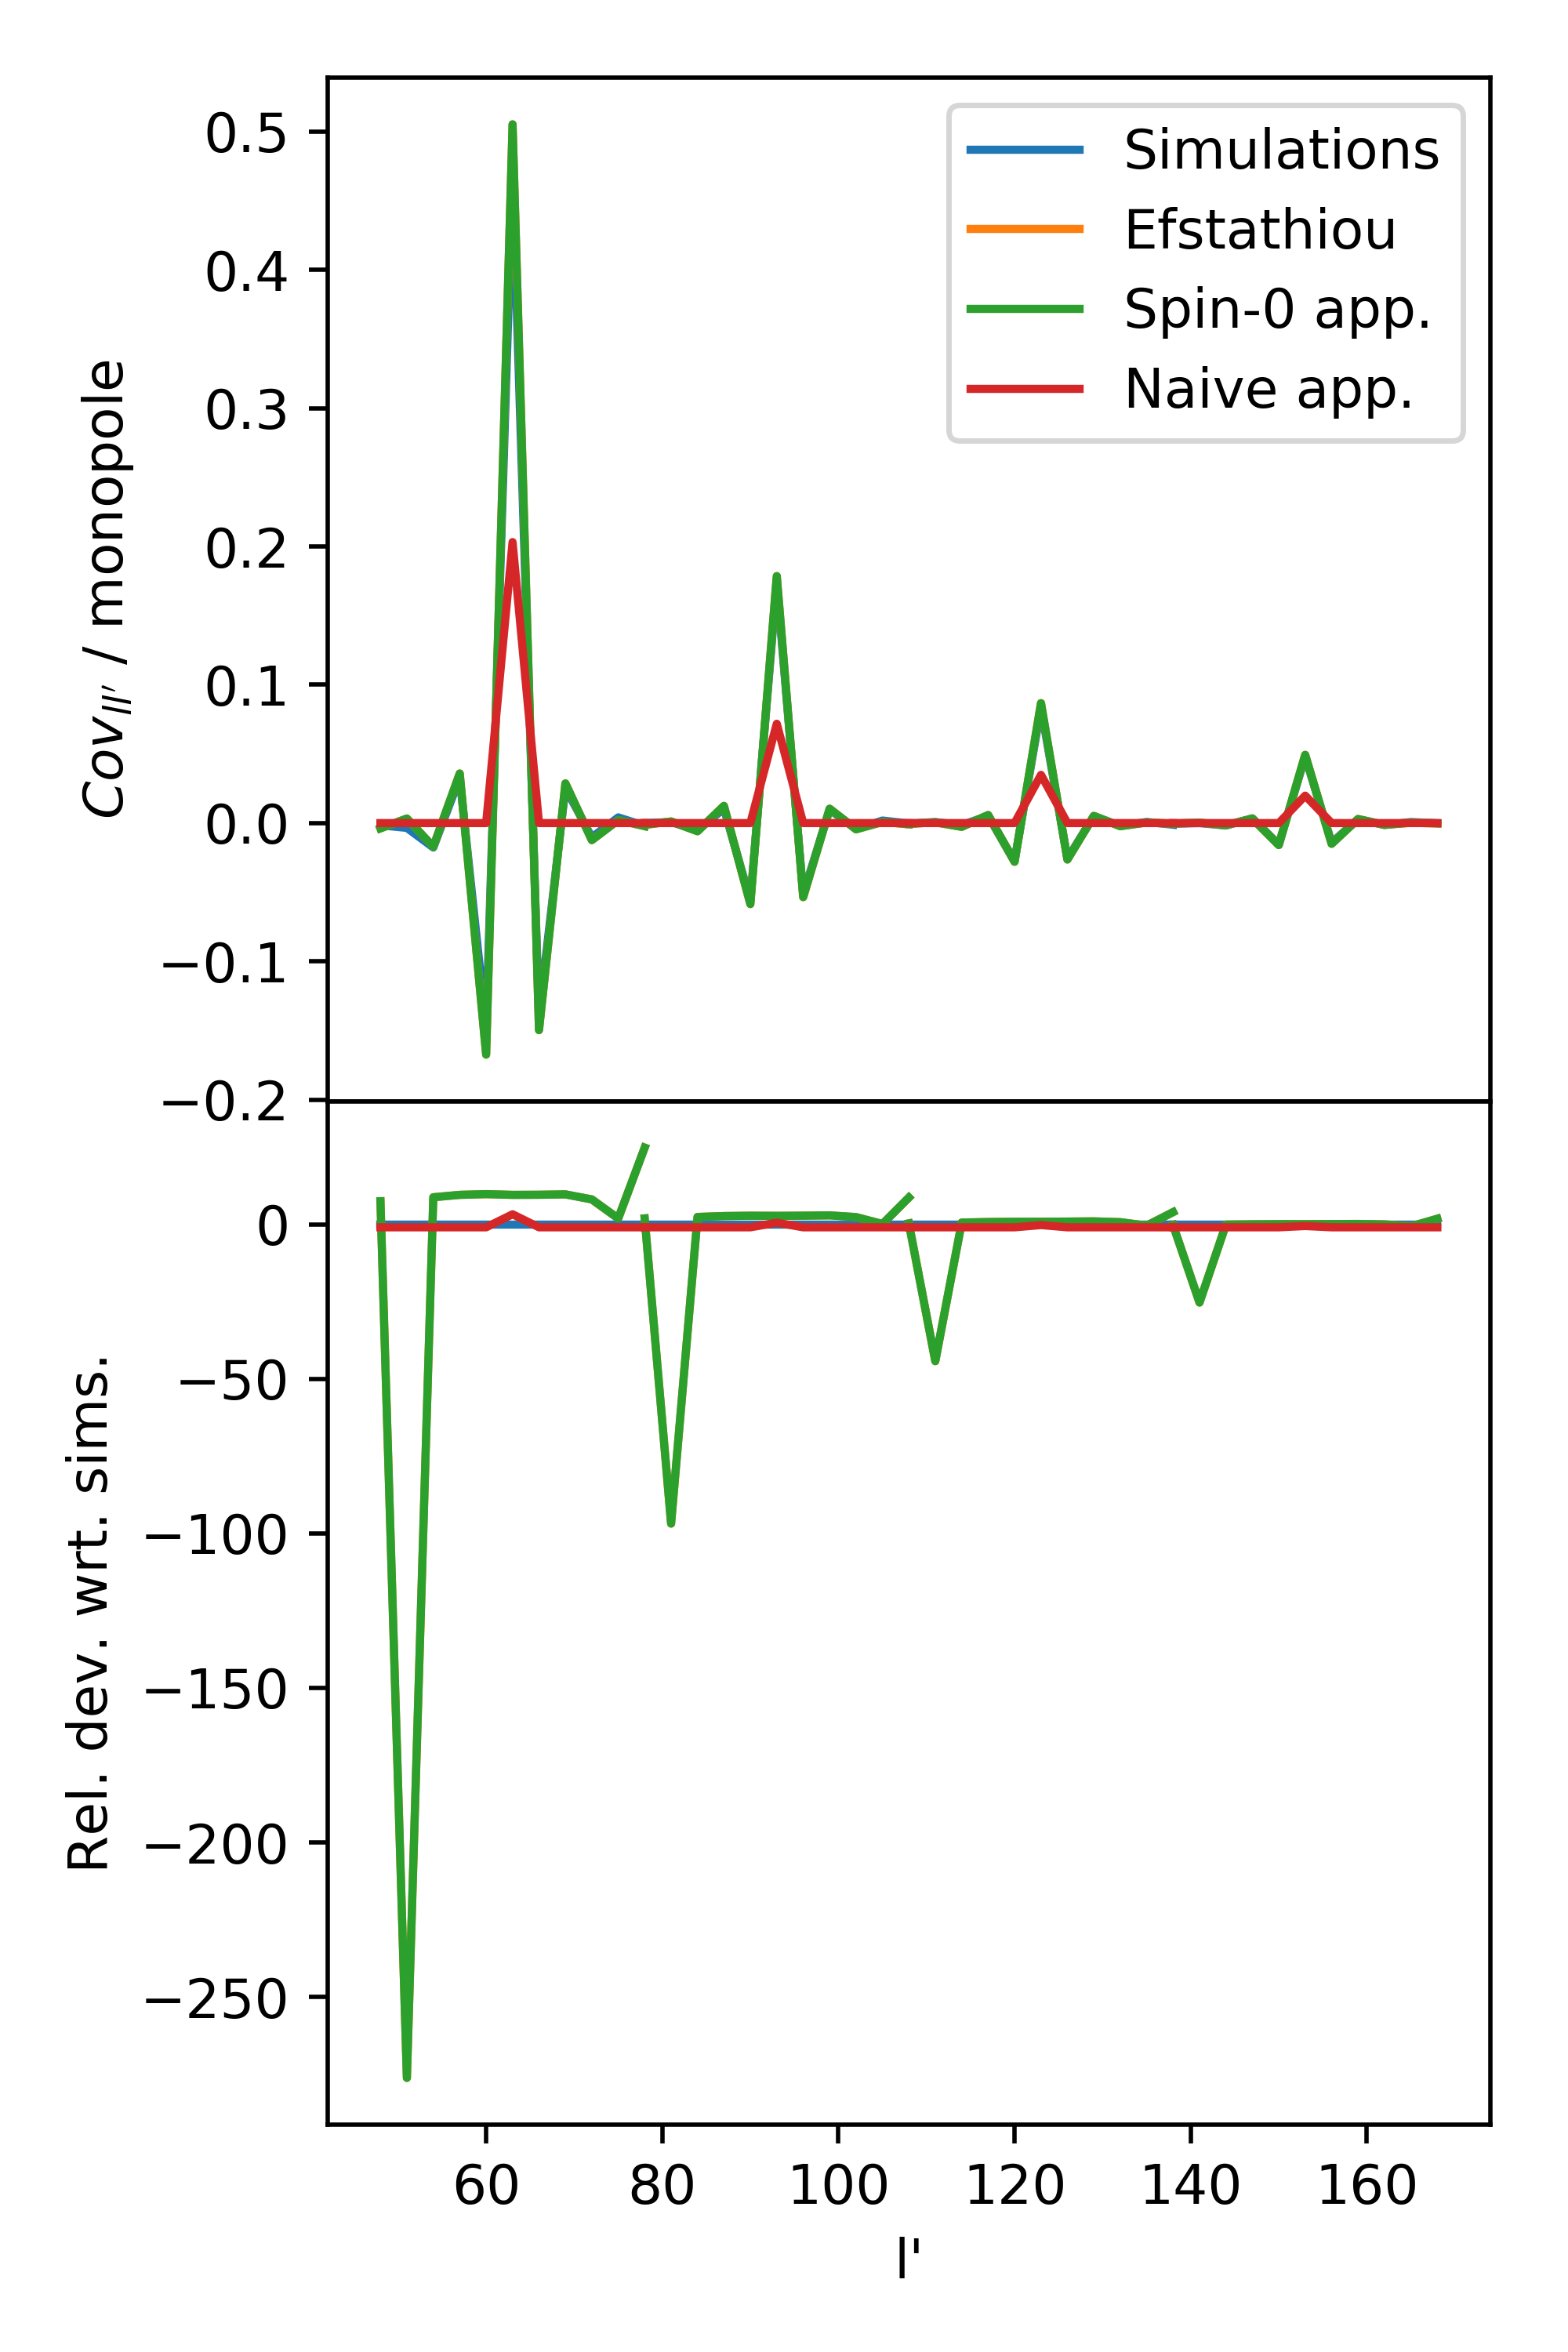 0.5
0.4
0.3
0.2
0.1
0.0
−0.1
−0.2
Cov_{ll'} / monopole
Simulations
Efstathiou
Spin-0 app.
Naive app.
0
−50
−100
−150
−200
−250
Rel. dev. wrt. sims.
60 80 100 120 140 160
l'